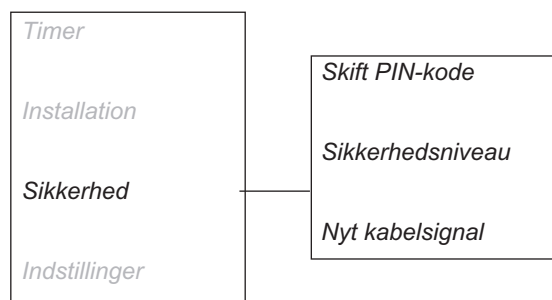 Timer
Installation
Sikkerhed
Indstillinger
Skift PIN-kode
Sikkerhedsniveau
Nyt kabelsignal